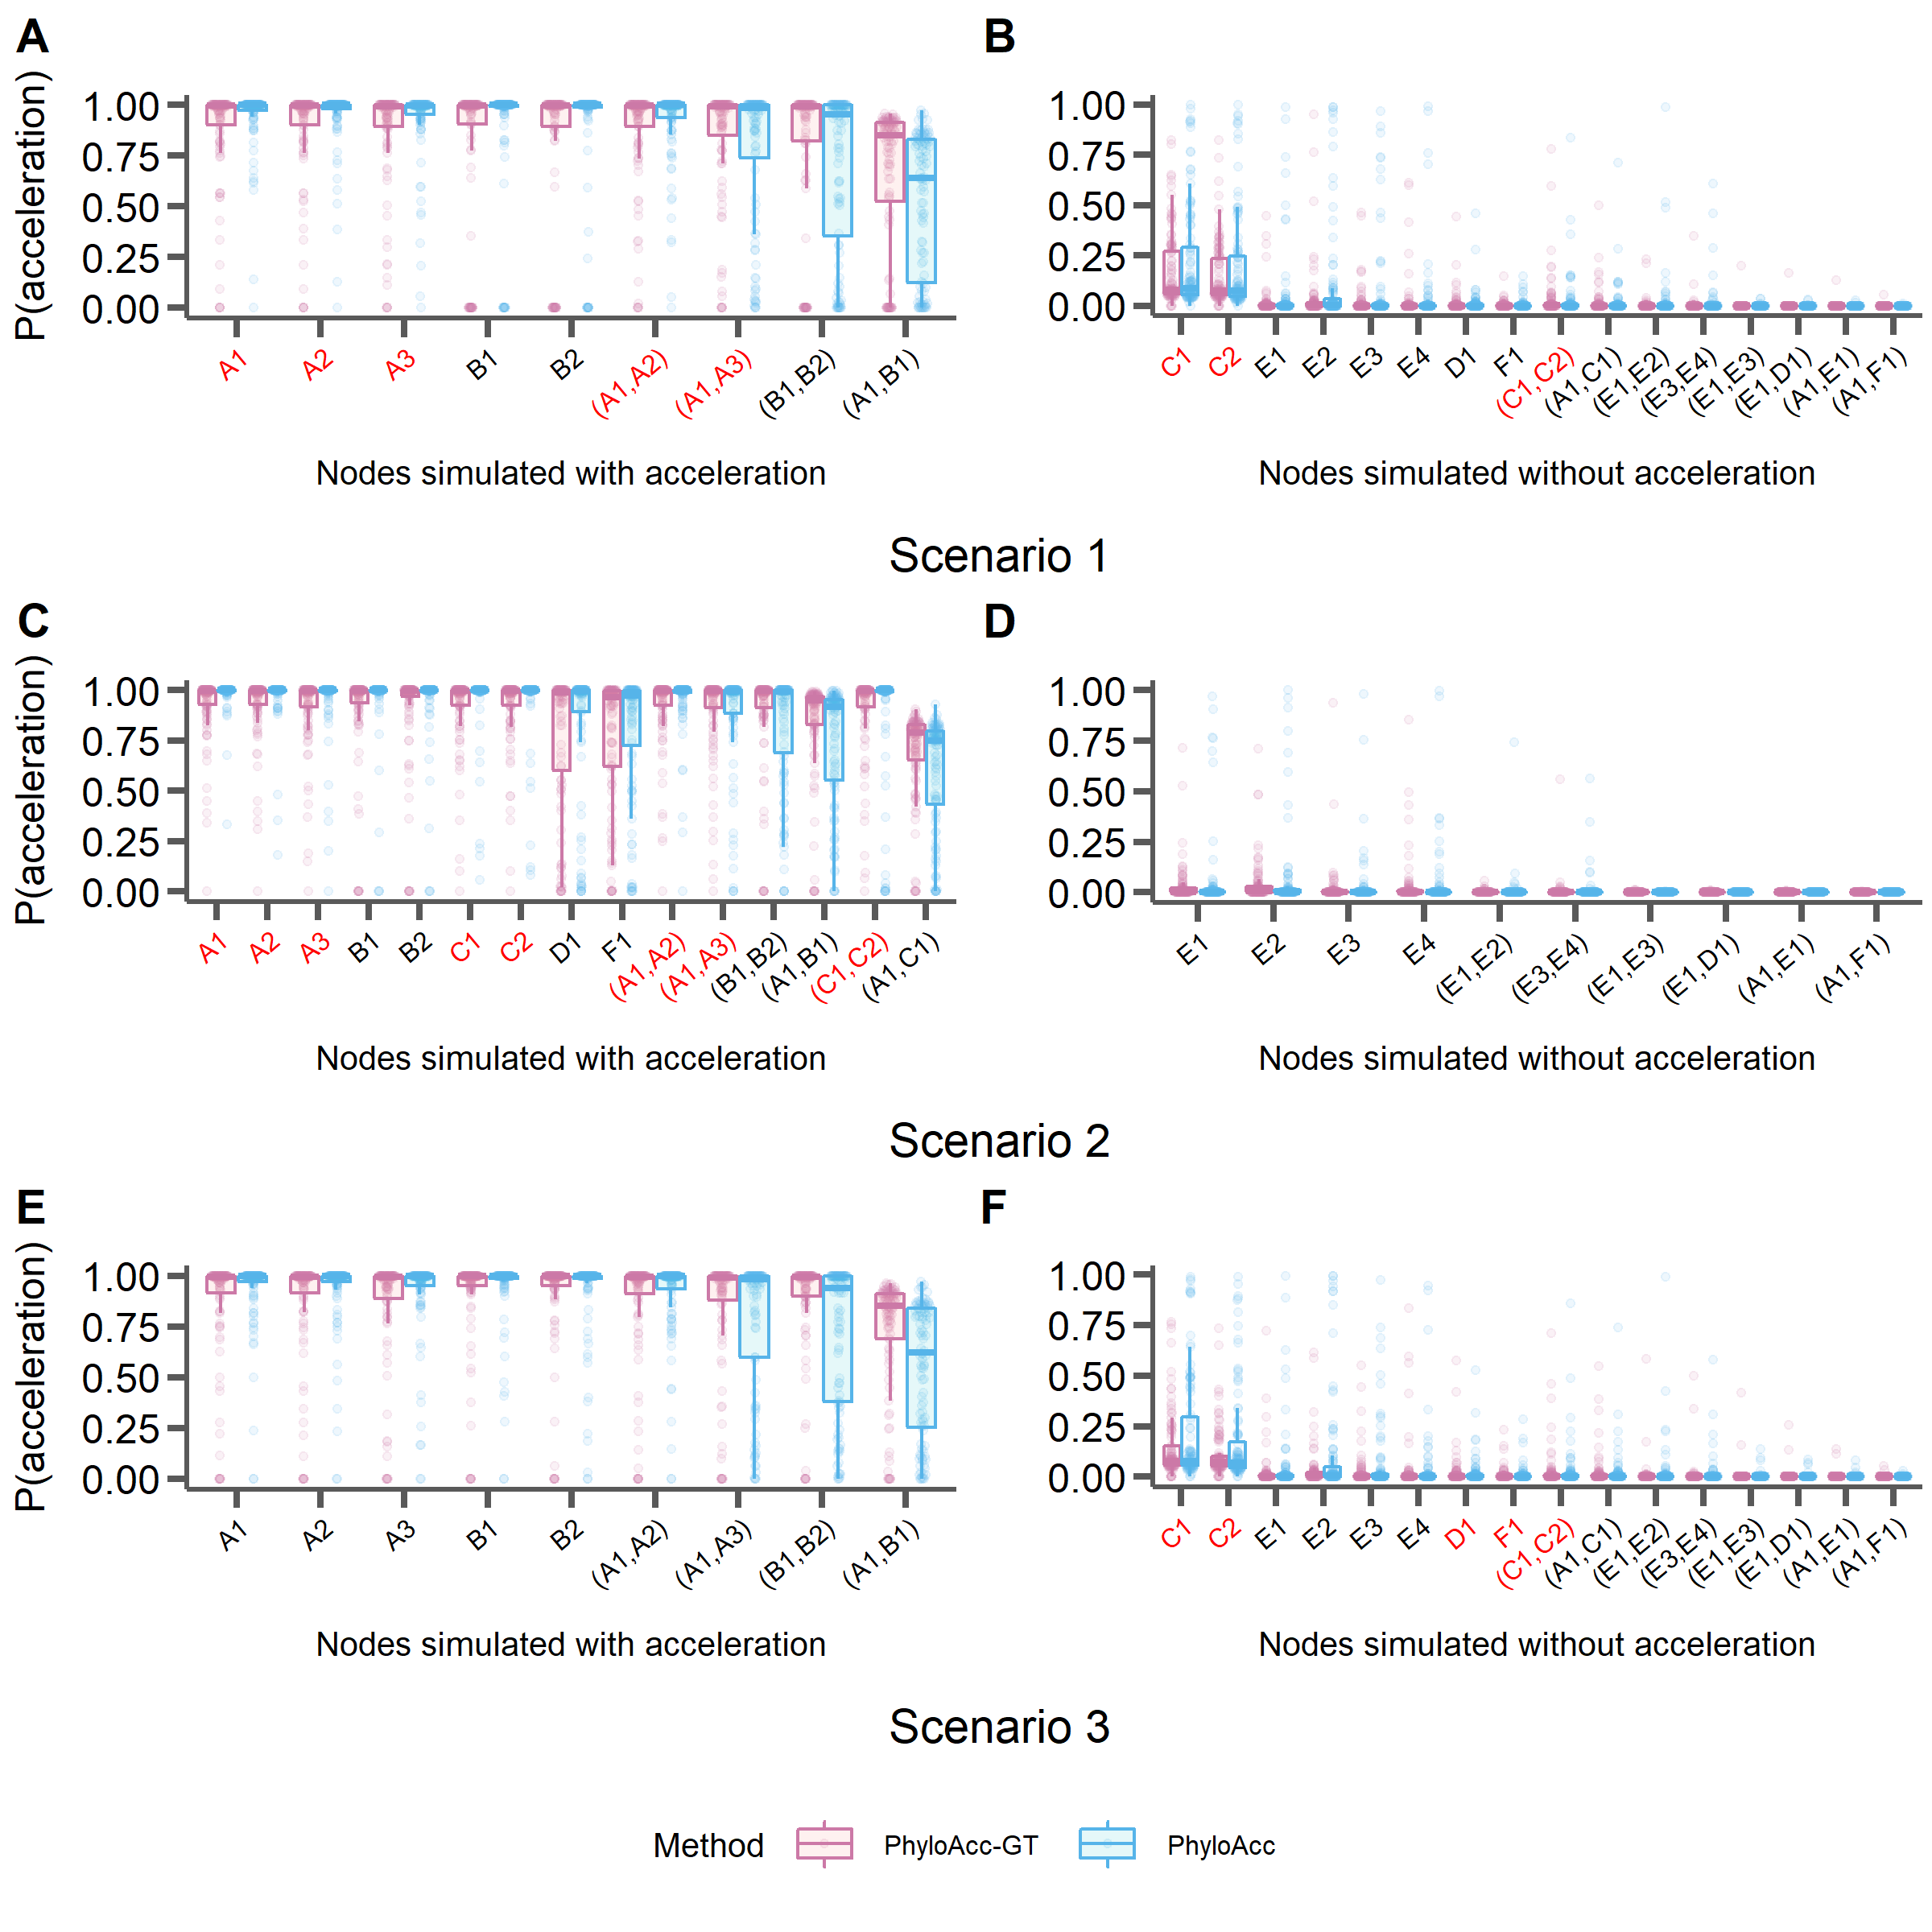 A
B
P(acceleration)
1.00
0.75
0.50
0.25
0.00
A1 A2 A3 B1 B2 (A1,A2) (A1,A3) (B1,B2) (A1,B1)
Nodes simulated with acceleration
1.00
0.75
0.50
0.25
0.00
C1 C2 E1 E2 E3 E4 D1 F1 (C1,C2) (A1,C1) (E1,E2) (E3,E4) (E1,E3) (E1,D1) (A1,E1) (A1,F1)
Nodes simulated without acceleration
Scenario 1
C
D
P(acceleration)
1.00
0.75
0.50
0.25
0.00
A1 A2 A3 B1 B2 C1 C2 D1 F1 (A1,A2) (A1,A3) (B1,B2) (A1,B1) (C1,C2) (A1,C1)
Nodes simulated with acceleration
1.00
0.75
0.50
0.25
0.00
E1 E2 E3 E4 (E1,E2) (E3,E4) (E1,E3) (E1,D1) (A1,E1) (A1,F1)
Nodes simulated without acceleration
Scenario 2
E
F
P(acceleration)
1.00
0.75
0.50
0.25
0.00
A1 A2 A3 B1 B2 (A1,A2) (A1,A3) (B1,B2) (A1,B1)
Nodes simulated with acceleration
1.00
0.75
0.50
0.25
0.00
C1 C2 E1 E2 E3 E4 D1 F1 (C1,C2) (A1,C1) (E1,E2) (E3,E4) (E1,E3) (E1,D1) (A1,E1) (A1,F1)
Nodes simulated without acceleration
Scenario 3
Method PhyloAcc-GT PhyloAcc